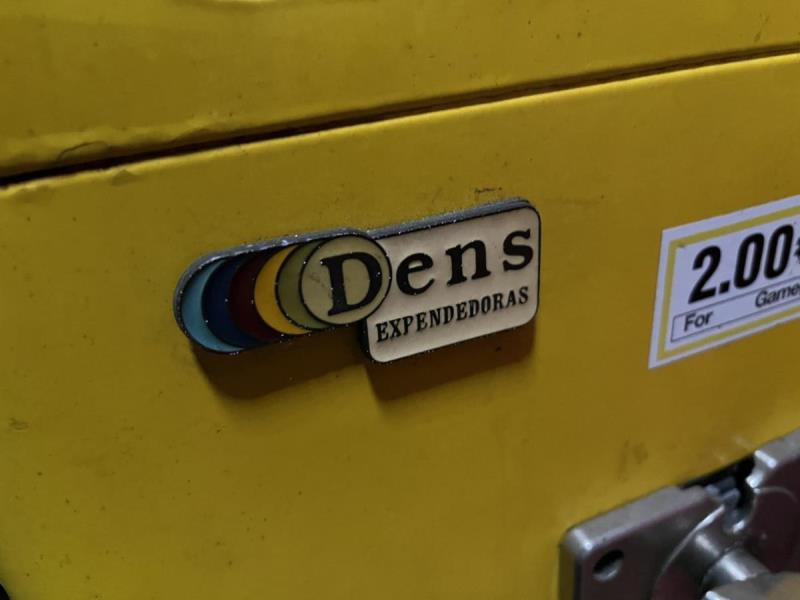 Dens
EXPENDEDORAS
2.00€
For Game